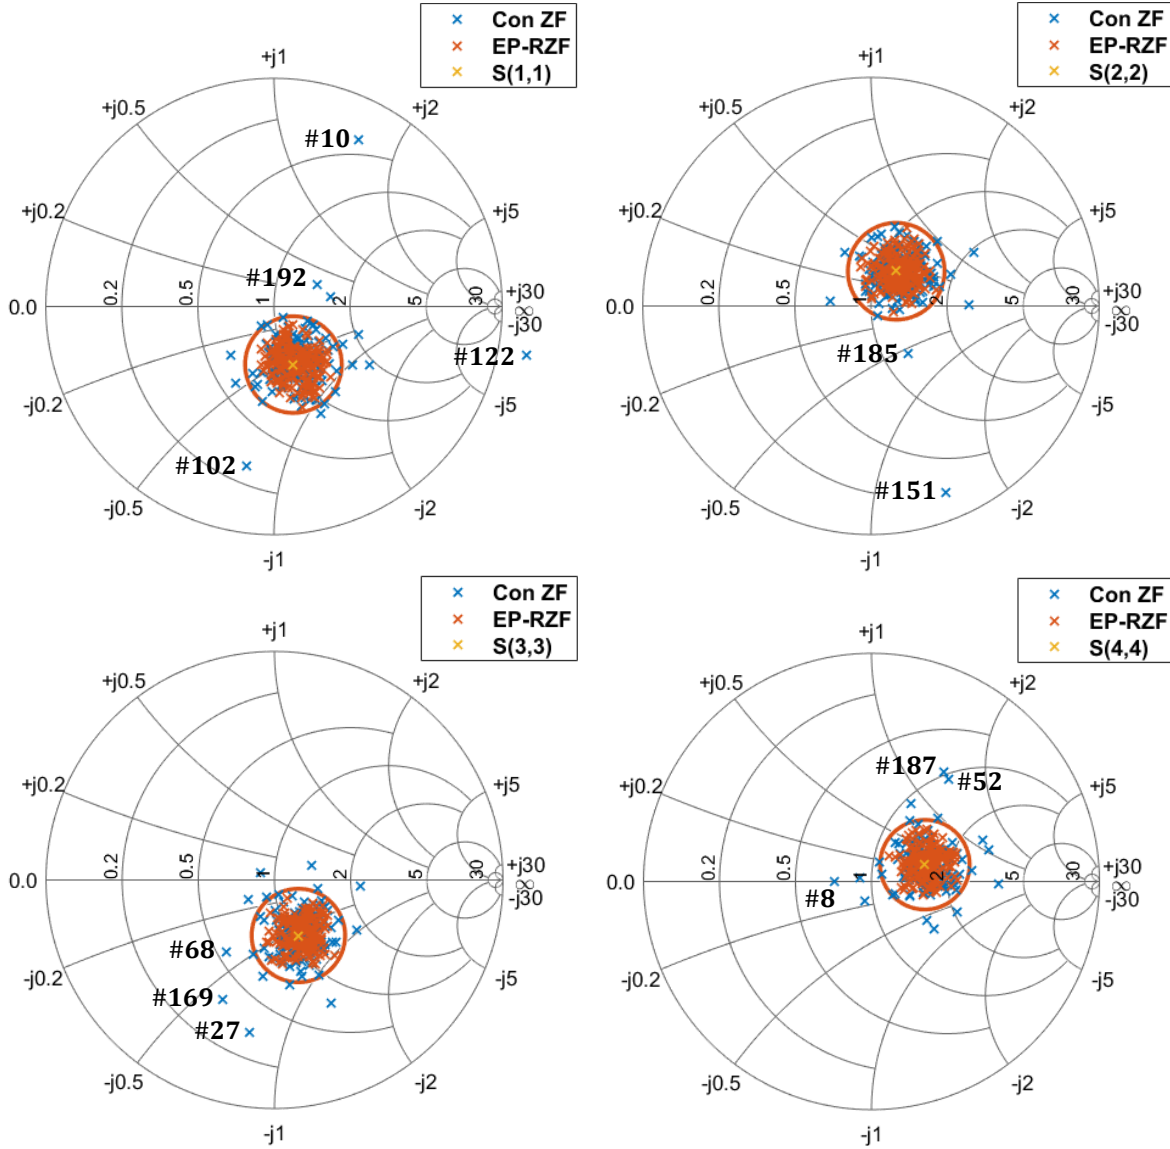 Con ZF
EP-RZF
S(1,1)
+j1
+j0.5
+j2
#10
+j0.2
+j5
#192
0.0
0.2
0.5
1
2
5
30
+j30
∞
-j30
#122
-j0.2
-j5
#102
-j0.5
-j2
-j1
Con ZF
EP-RZF
S(2,2)
+j1
+j0.5
+j2
+j0.2
+j5
0.0
0.2
0.5
1
2
5
30
+j30
∞
-j30
#185
-j0.2
-j5
#151
-j0.5
-j2
-j1
Con ZF
EP-RZF
S(3,3)
+j1
+j0.5
+j2
+j0.2
+j5
0.0
0.2
0.5
1
2
5
30
+j30
∞
-j30
#68
-j0.2
-j5
#169
#27
-j0.5
-j2
-j1
Con ZF
EP-RZF
S(4,4)
+j1
+j0.5
+j2
#187
#52
+j0.2
+j5
0.0
0.2
0.5
1
2
5
30
+j30
∞
-j30
#8
-j0.2
-j5
-j0.5
-j2
-j1